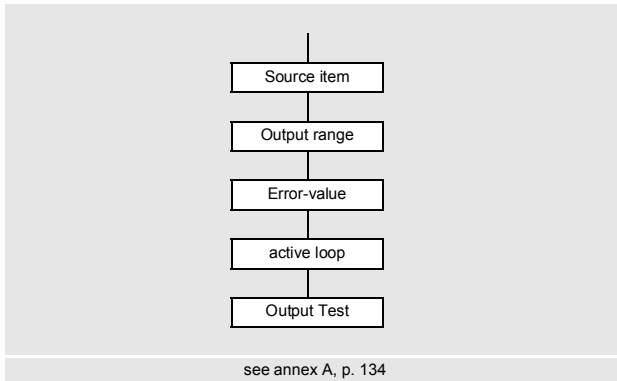 Source item
Output range
Error-value
active loop
Output Test
see annex A, p. 134